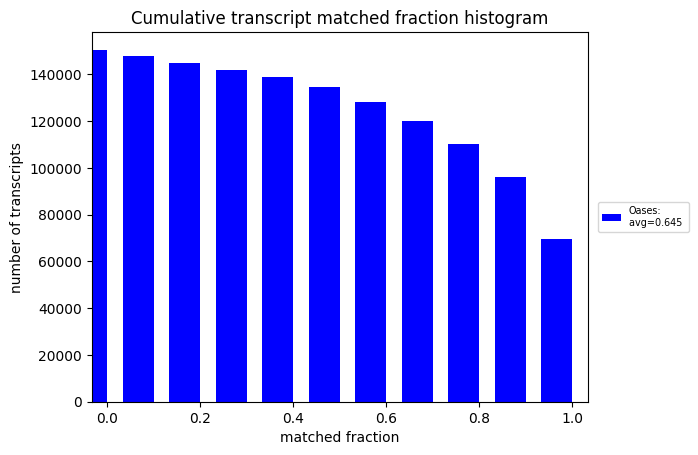 Cumulative transcript matched fraction histogram
number of transcripts
140000
120000
100000
80000
60000
40000
20000
0
0.0 0.2 0.4 0.6 0.8 1.0
matched fraction
Oases:
avg=0.645